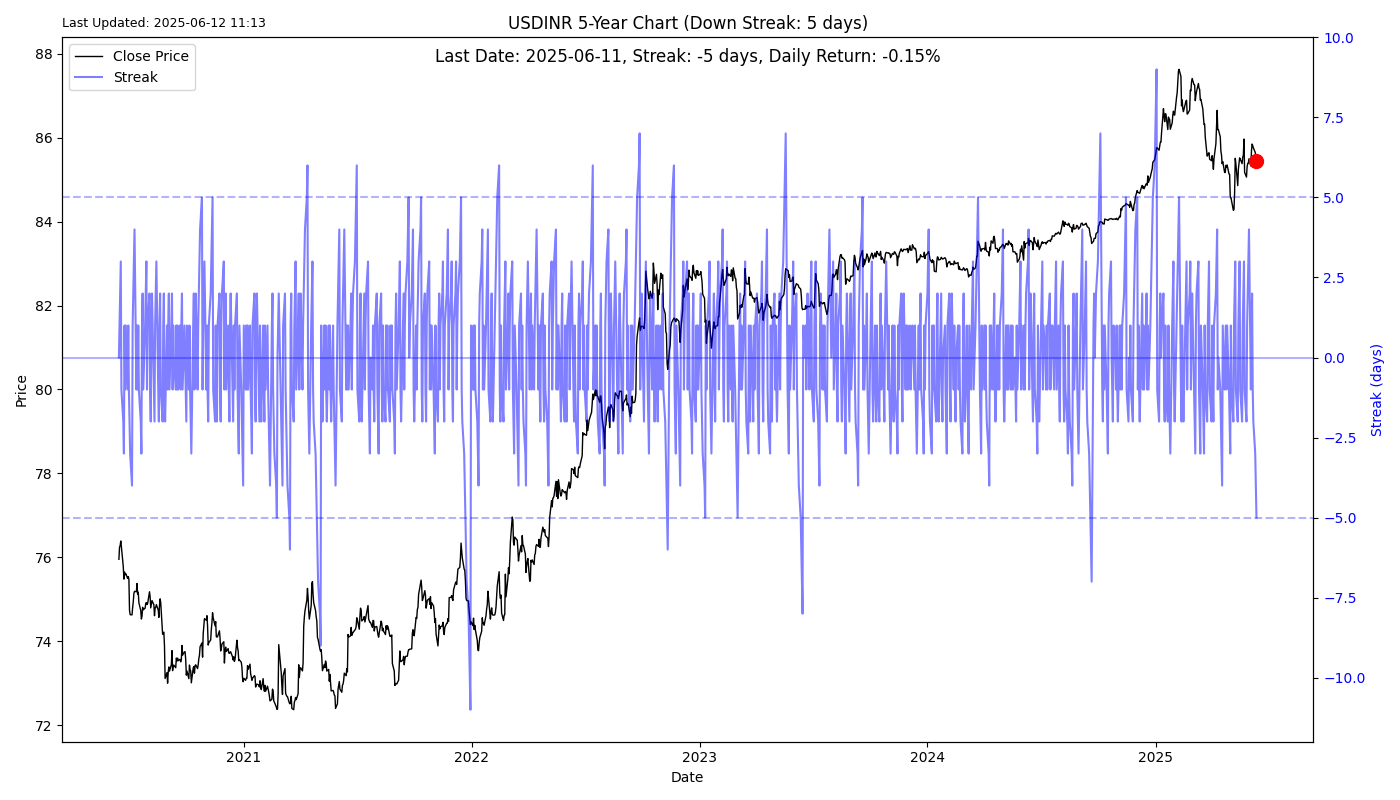 Last Updated: 2025-06-12 11:13
USDINR 5-Year Chart (Down Streak: 5 days)
Last Date: 2025-06-11, Streak: -5 days, Daily Return: -0.15%
Close Price
Streak
Price
88
86
84
82
80
78
76
74
72
10.0
7.5
5.0
2.5
0.0
−2.5
−5.0
−7.5
−10.0
Streak (days)
2021
2022
2023
2024
2025
Date